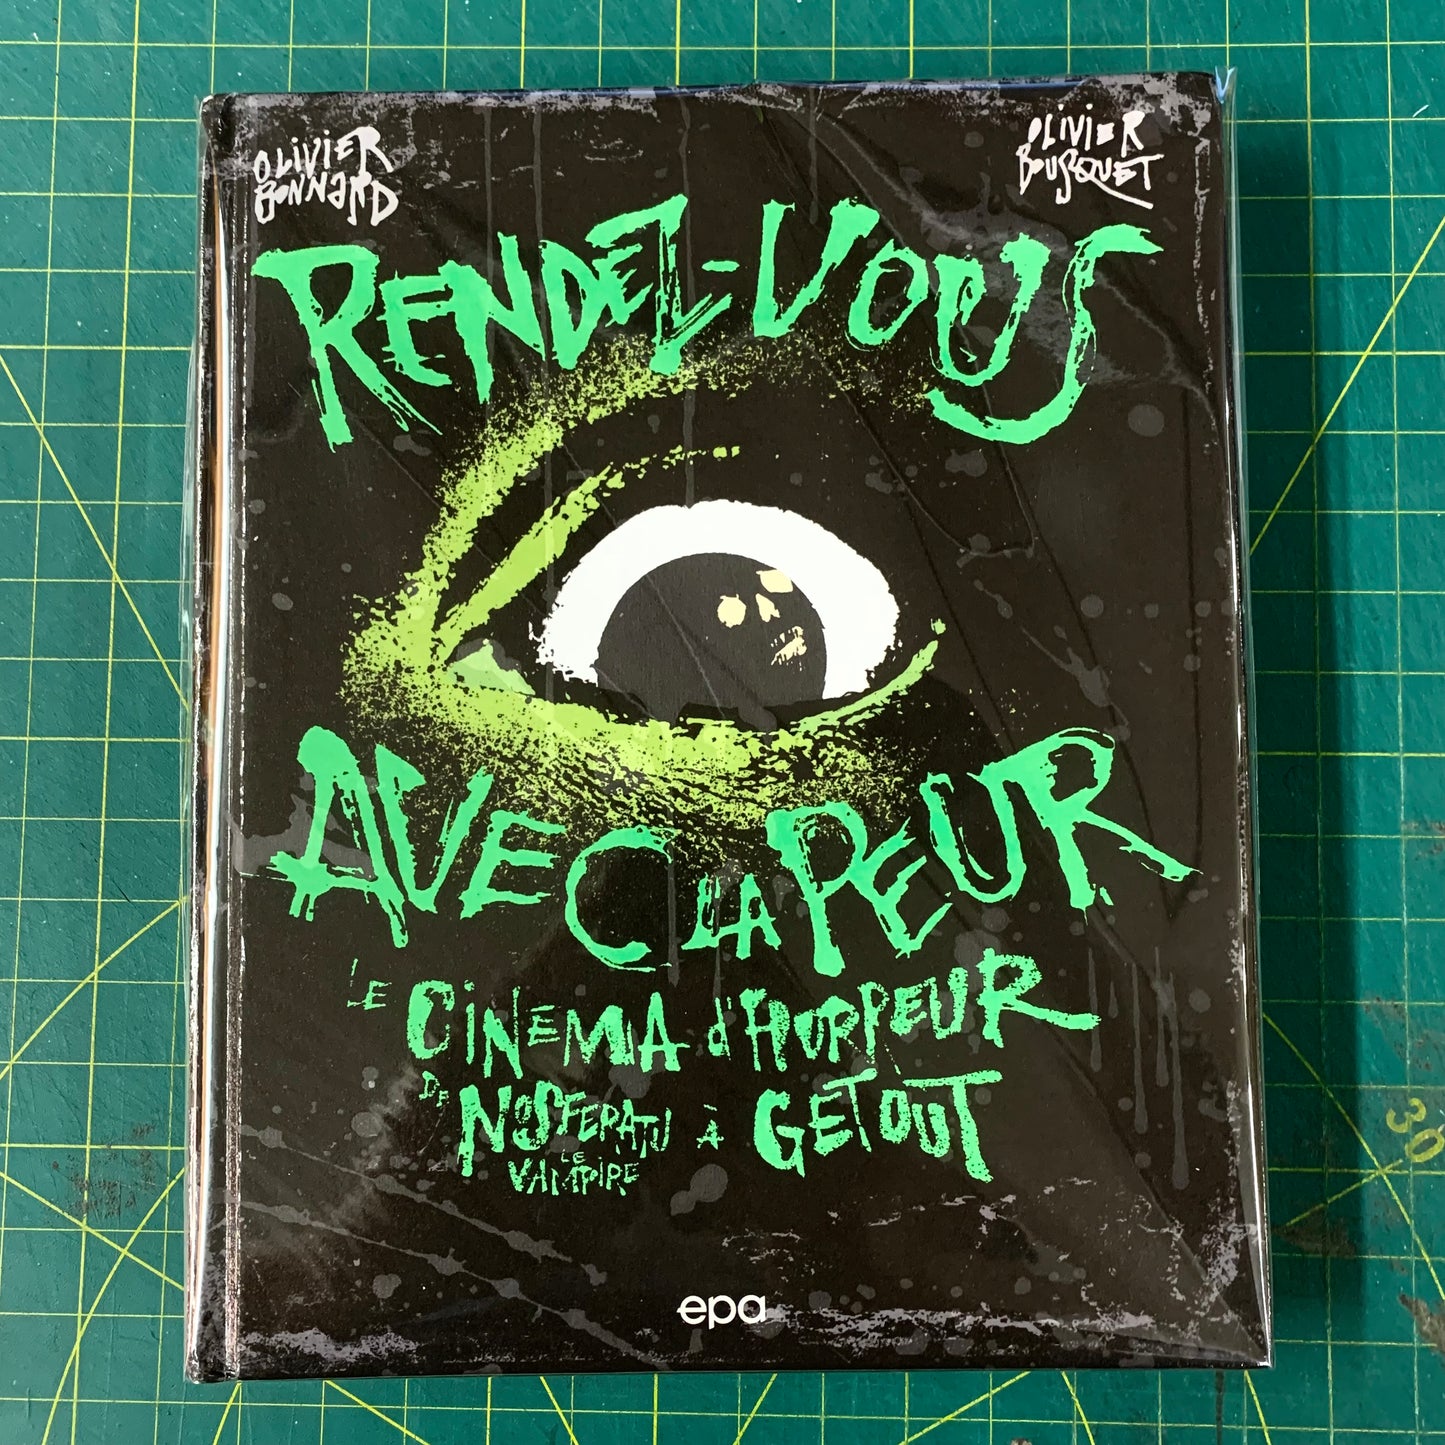 OLIVIER
BONNARD
OLIVIER
BOUSQUET
RENDEZ-VOUS
AVEC LA PEUR
LE CINEMA d'HORREUR
DE NOSFERATU À GET OUT
LE
VAMPIRE
epa
30